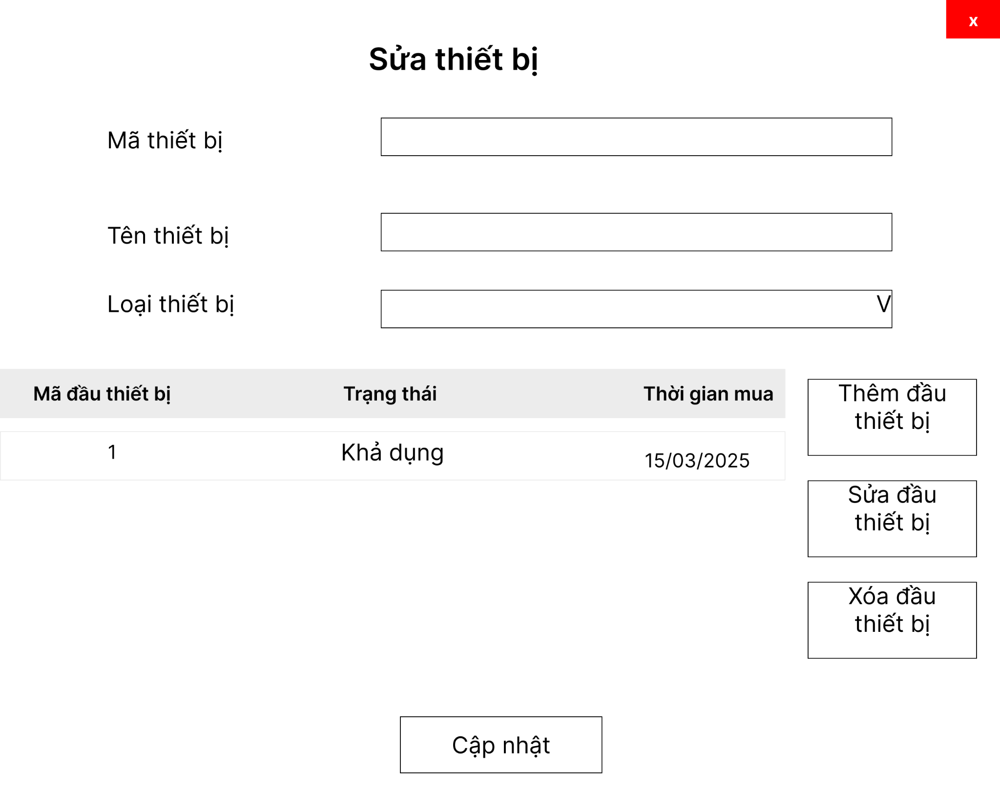 x
Sửa thiết bị
Mã thiết bị
Tên thiết bị
Loại thiết bị
V
Mã đầu thiết bị Trạng thái Thời gian mua
1 Khả dụng 15/03/2025
Thêm đầu
thiết bị
Sửa đầu
thiết bị
Xóa đầu
thiết bị
Cập nhật